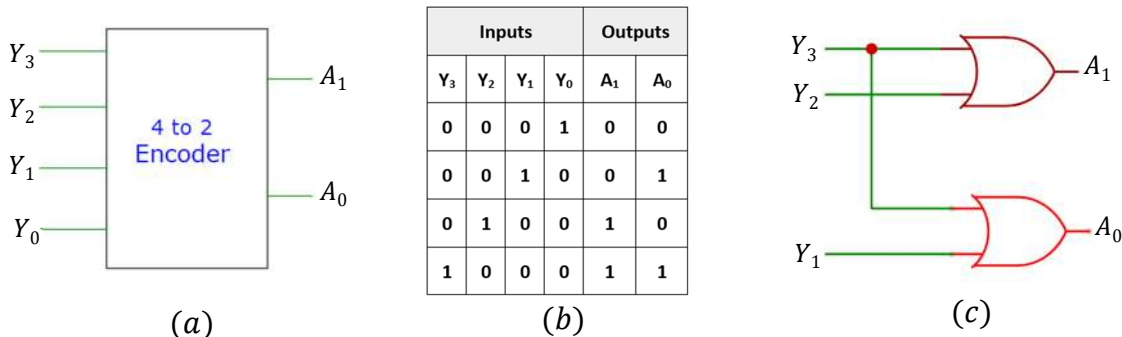 Y₃
Y₂
Y₁
Y₀
4 to 2
Encoder
A₁
A₀
(a)
Inputs Outputs
Y₃ Y₂ Y₁ Y₀ A₁ A₀
0 0 0 1 0 0
0 0 1 0 0 1
0 1 0 0 1 0
1 0 0 0 1 1
(b)
Y₃
Y₂
A₁
Y₁
A₀
(c)